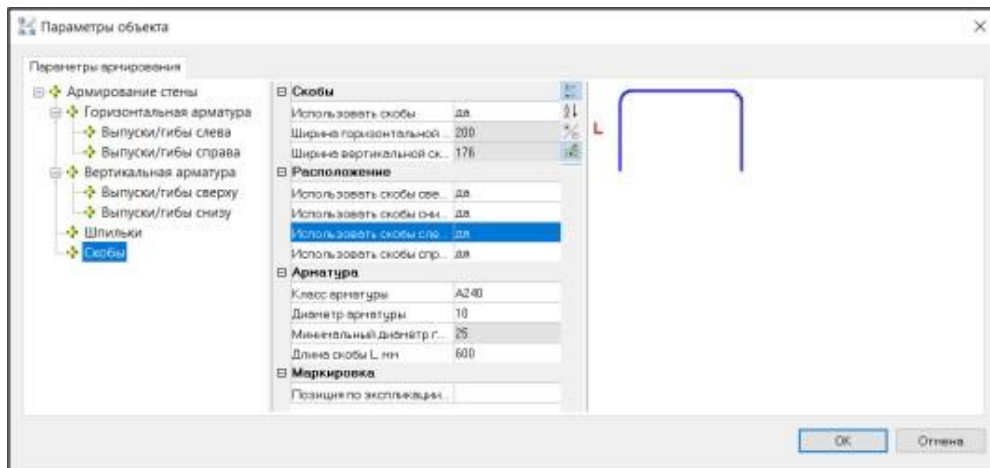 Параметры объекта
Параметры армирования
Армирование стены
Горизонтальная арматура
Выпуски/гибы слева
Выпуски/гибы справа
Вертикальная арматура
Выпуски/гибы сверху
Выпуски/гибы снизу
Шпильки
Скобы
Скобы
Использовать скобы да
Ширина горизонтальной... 200
Ширина вертикальной ск... 176
Расположение
Использовать скобы све... да
Использовать скобы сни... да
Использовать скобы сле... да
Использовать скобы спр... да
Арматура
Класс арматуры A240
Диаметр арматуры 10
Минимальный диаметр г... 25
Длина скобы L, мм 600
Маркировка
Позиция по экспликации...
L
OK
Отмена